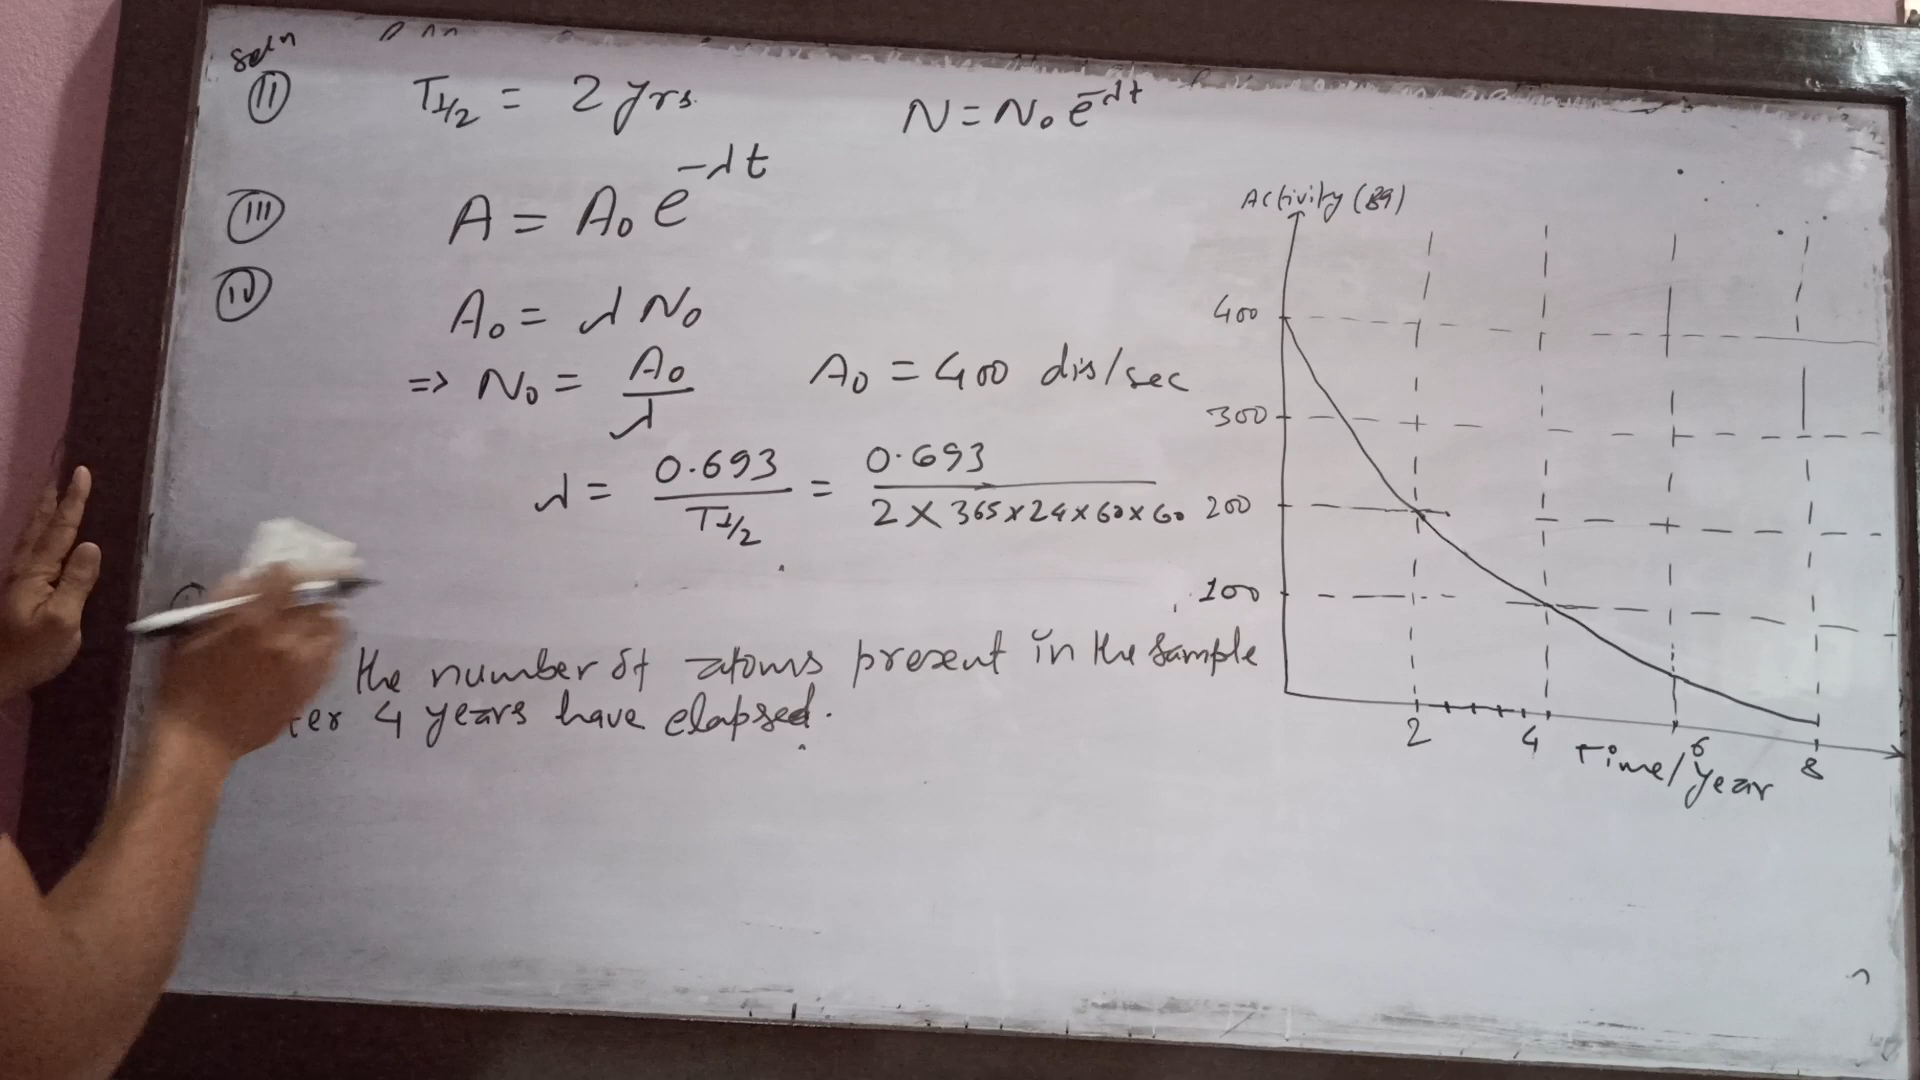 Solⁿ
(ii) T½ = 2 yrs.
N = N₀ e^-λt
(iii) A = A₀ e^-λt
(iv) A₀ = λ N₀
=> N₀ = A₀/λ A₀ = 400 dis/sec
λ = 0.693/T½ = 0.693/(2 X 365 x 24 x 60 x 60)
the number of atoms present in the sample
ter 4 years have elapsed.
Activity (Bq)
400
300
200
100
2 4 6 8
Time/year